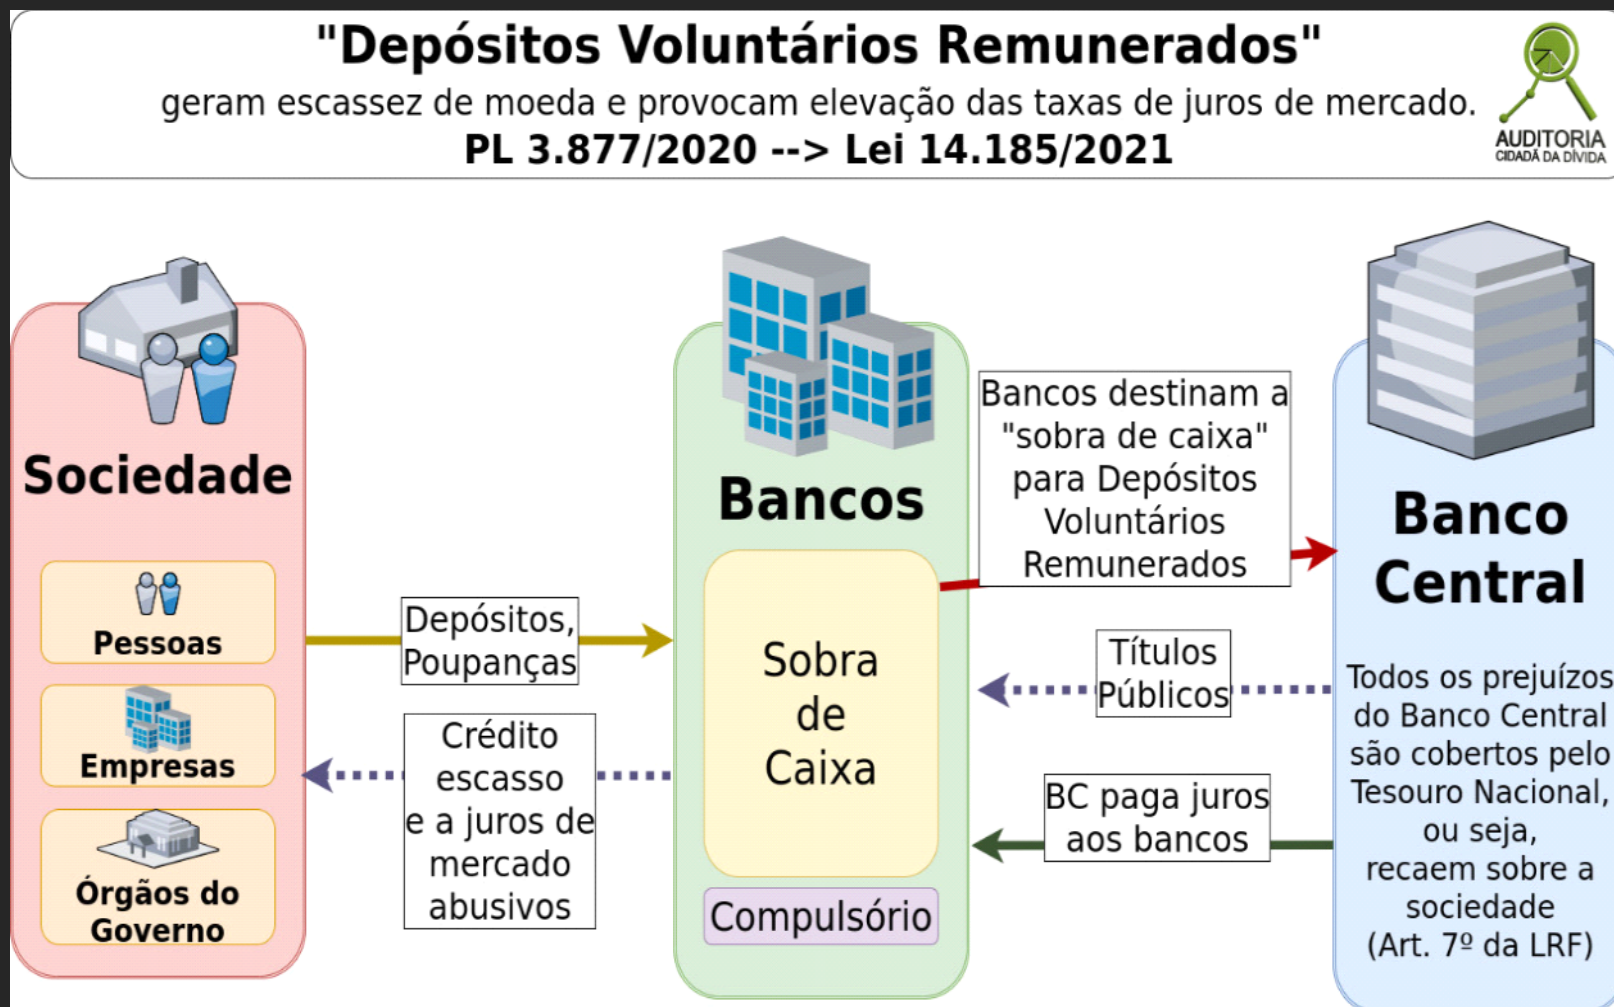 "Depósitos Voluntários Remunerados"
geram escassez de moeda e provocam elevação das taxas de juros de mercado.
PL 3.877/2020 --> Lei 14.185/2021
AUDITORIA
CIDADÃ DA DÍVIDA
Sociedade
Pessoas
Empresas
Órgãos do
Governo
Depósitos,
Poupanças
Crédito
escasso
e a juros de
mercado
abusivos
Bancos
Sobra
de
Caixa
Compulsório
Bancos destinam a
"sobra de caixa"
para Depósitos
Voluntários
Remunerados
Títulos
Públicos
BC paga juros
aos bancos
Banco
Central
Todos os prejuízos
do Banco Central
são cobertos pelo
Tesouro Nacional,
ou seja,
recaem sobre a
sociedade
(Art. 7º da LRF)